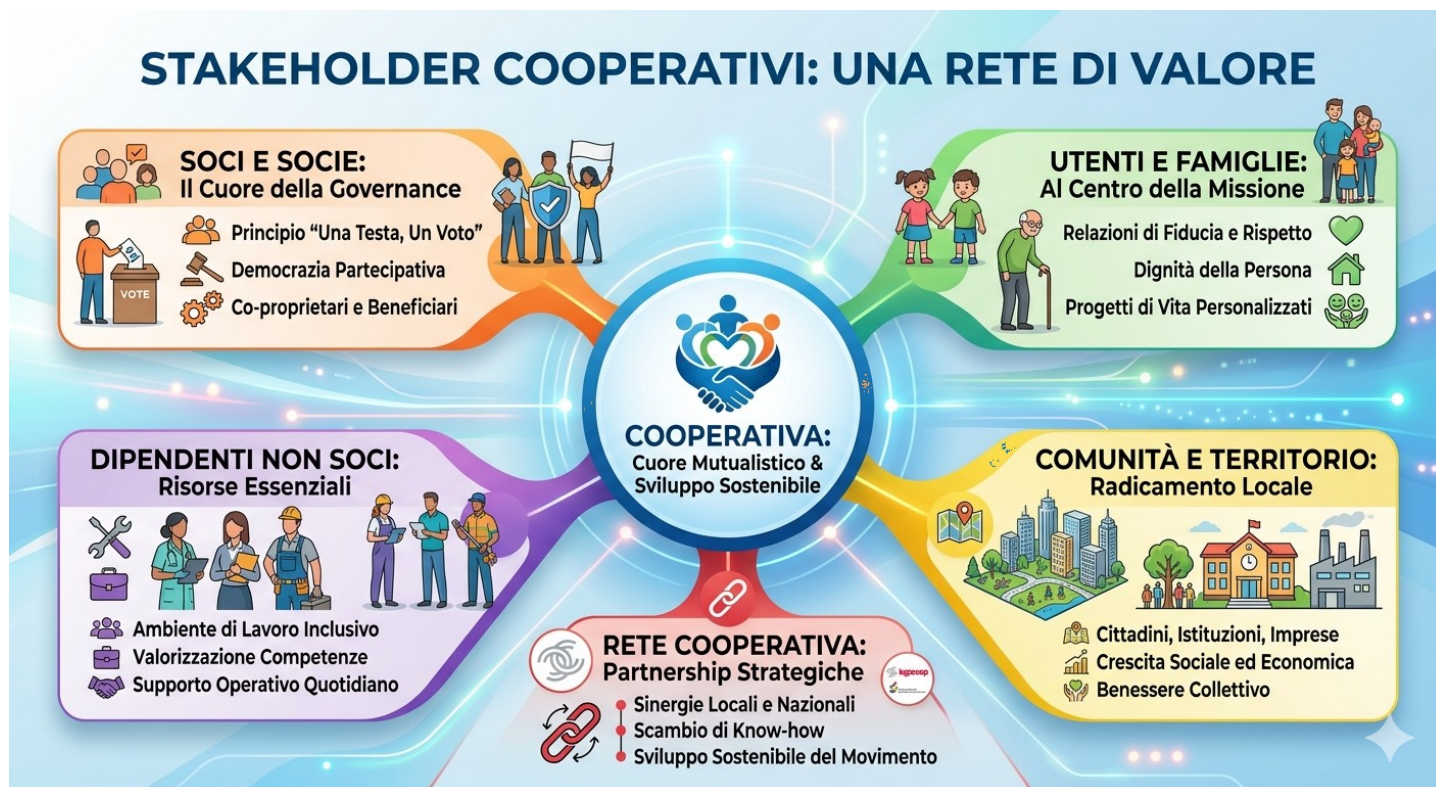 STAKEHOLDER COOPERATIVI: UNA RETE DI VALORE
SOCI E SOCIE:
Il Cuore della Governance
Principio “Una Testa, Un Voto”
Democrazia Partecipativa
Co-proprietari e Beneficiari
VOTE
UTENTI E FAMIGLIE:
Al Centro della Missione
Relazioni di Fiducia e Rispetto
Dignità della Persona
Progetti di Vita Personalizzati
COOPERATIVA:
Cuore Mutualistico &
Sviluppo Sostenibile
DIPENDENTI NON SOCI:
Risorse Essenziali
Ambiente di Lavoro Inclusivo
Valorizzazione Competenze
Supporto Operativo Quotidiano
RETE COOPERATIVA:
Partnership Strategiche
Sinergie Locali e Nazionali
Scambio di Know-how
Sviluppo Sostenibile del Movimento
COMUNITÀ E TERRITORIO:
Radicamento Locale
Cittadini, Istituzioni, Imprese
Crescita Sociale ed Economica
Benessere Collettivo